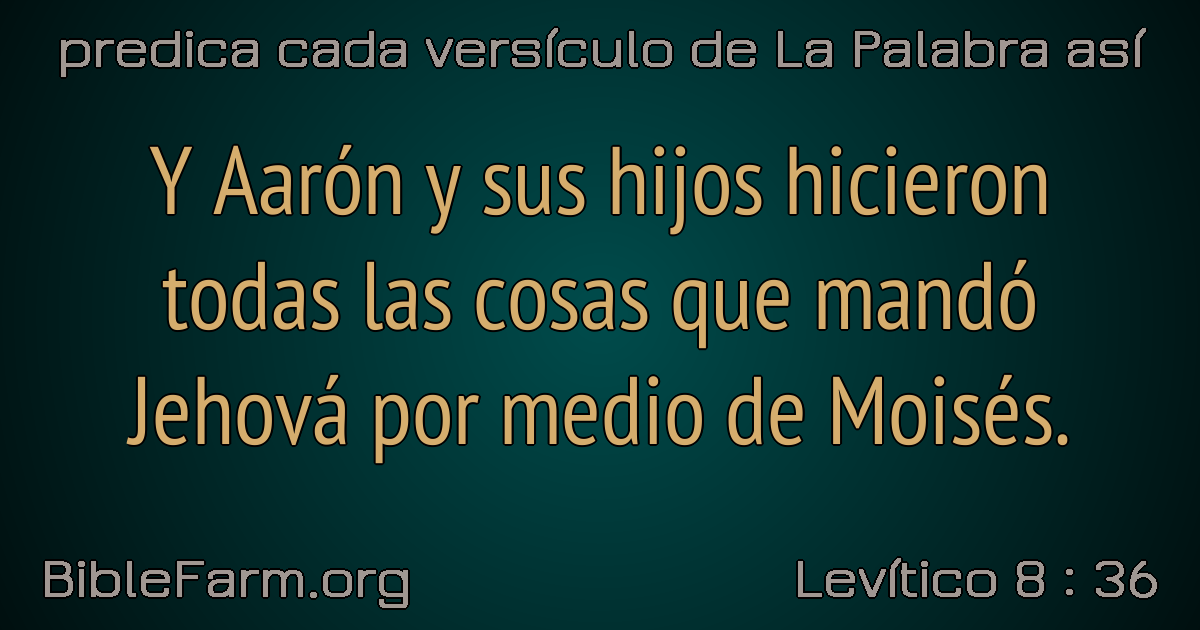 predica cada versículo de La Palabra así
Y Aarón y sus hijos hicieron
todas las cosas que mandó
Jehová por medio de Moisés.
BibleFarm.org
Levítico 8 : 36